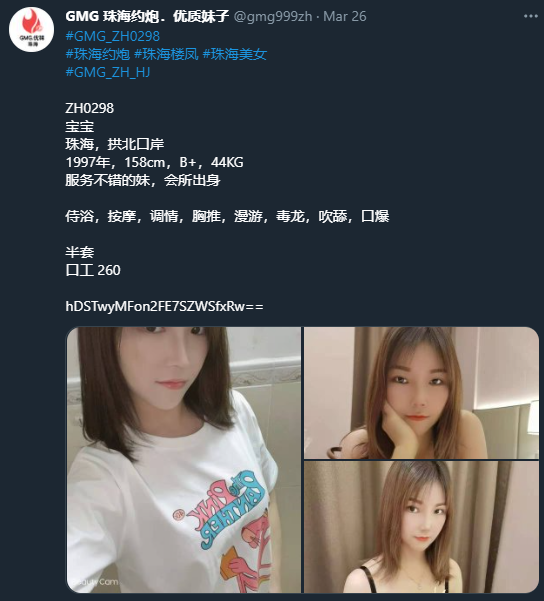 GMG 珠海约炮．优质妹子 @gmg999zh · Mar 26
#GMG_ZH0298
#珠海约炮 #珠海楼凤 #珠海美女
#GMG_ZH_HJ
ZH0298
宝宝
珠海，拱北口岸
1997年，158cm，B+，44KG
服务不错的妹，会所出身
侍浴，按摩，调情，胸推，漫游，毒龙，吹舔，口爆
半套
口工 260
hDSTwyMFon2FE7SZWSfxRw==
GMG.优妹
珠海
PINK
PANTHER
Cam